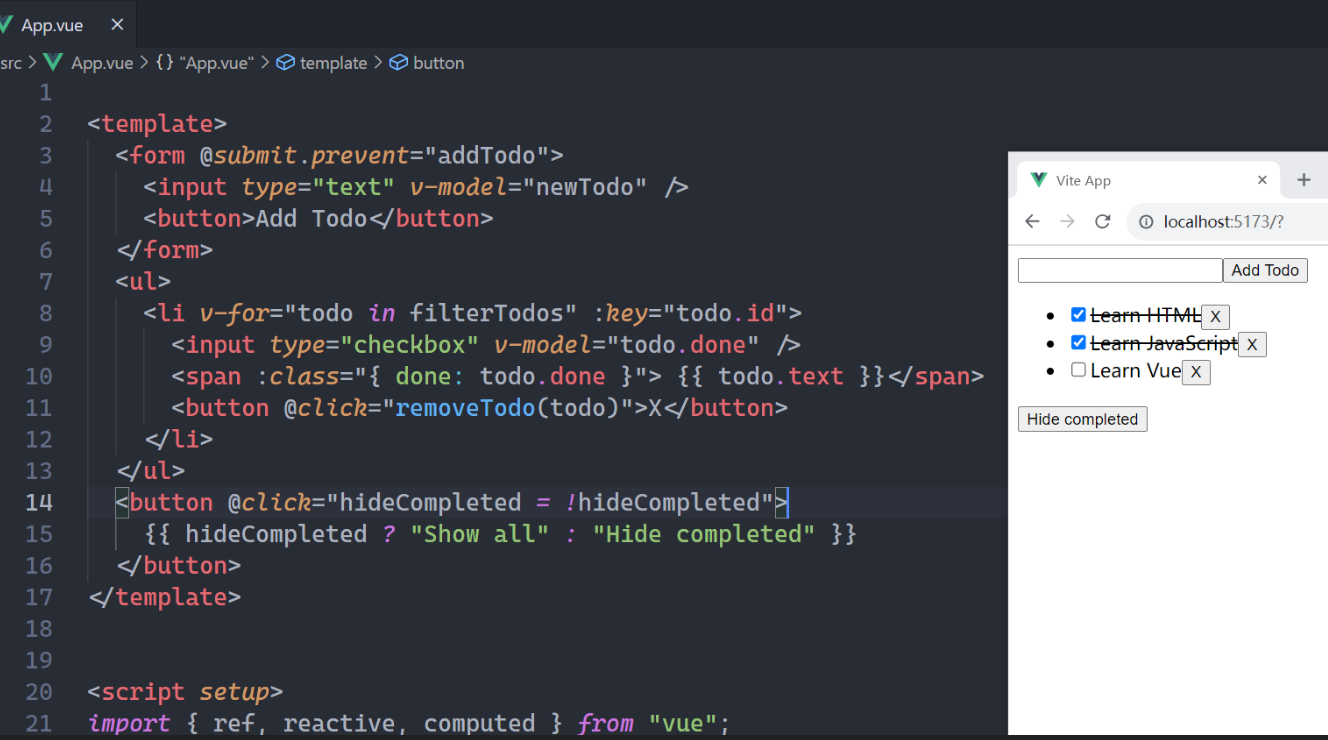 App.vue
src > App.vue > {} "App.vue" > template > button
1
2 <template>
3 <form @submit.prevent="addTodo">
4 <input type="text" v-model="newTodo" />
5 <button>Add Todo</button>
6 </form>
7 <ul>
8 <li v-for="todo in filterTodos" :key="todo.id">
9 <input type="checkbox" v-model="todo.done" />
10 <span :class="{ done: todo.done }"> {{ todo.text }}</span>
11 <button @click="removeTodo(todo)">X</button>
12 </li>
13 </ul>
14 <button @click="hideCompleted = !hideCompleted">
15 {{ hideCompleted ? "Show all" : "Hide completed" }}
16 </button>
17 </template>
18
19
20 <script setup>
21 import { ref, reactive, computed } from "vue";
Vite App
localhost:5173/?
Add Todo
Learn HTML X
Learn JavaScript X
Learn Vue X
Hide completed